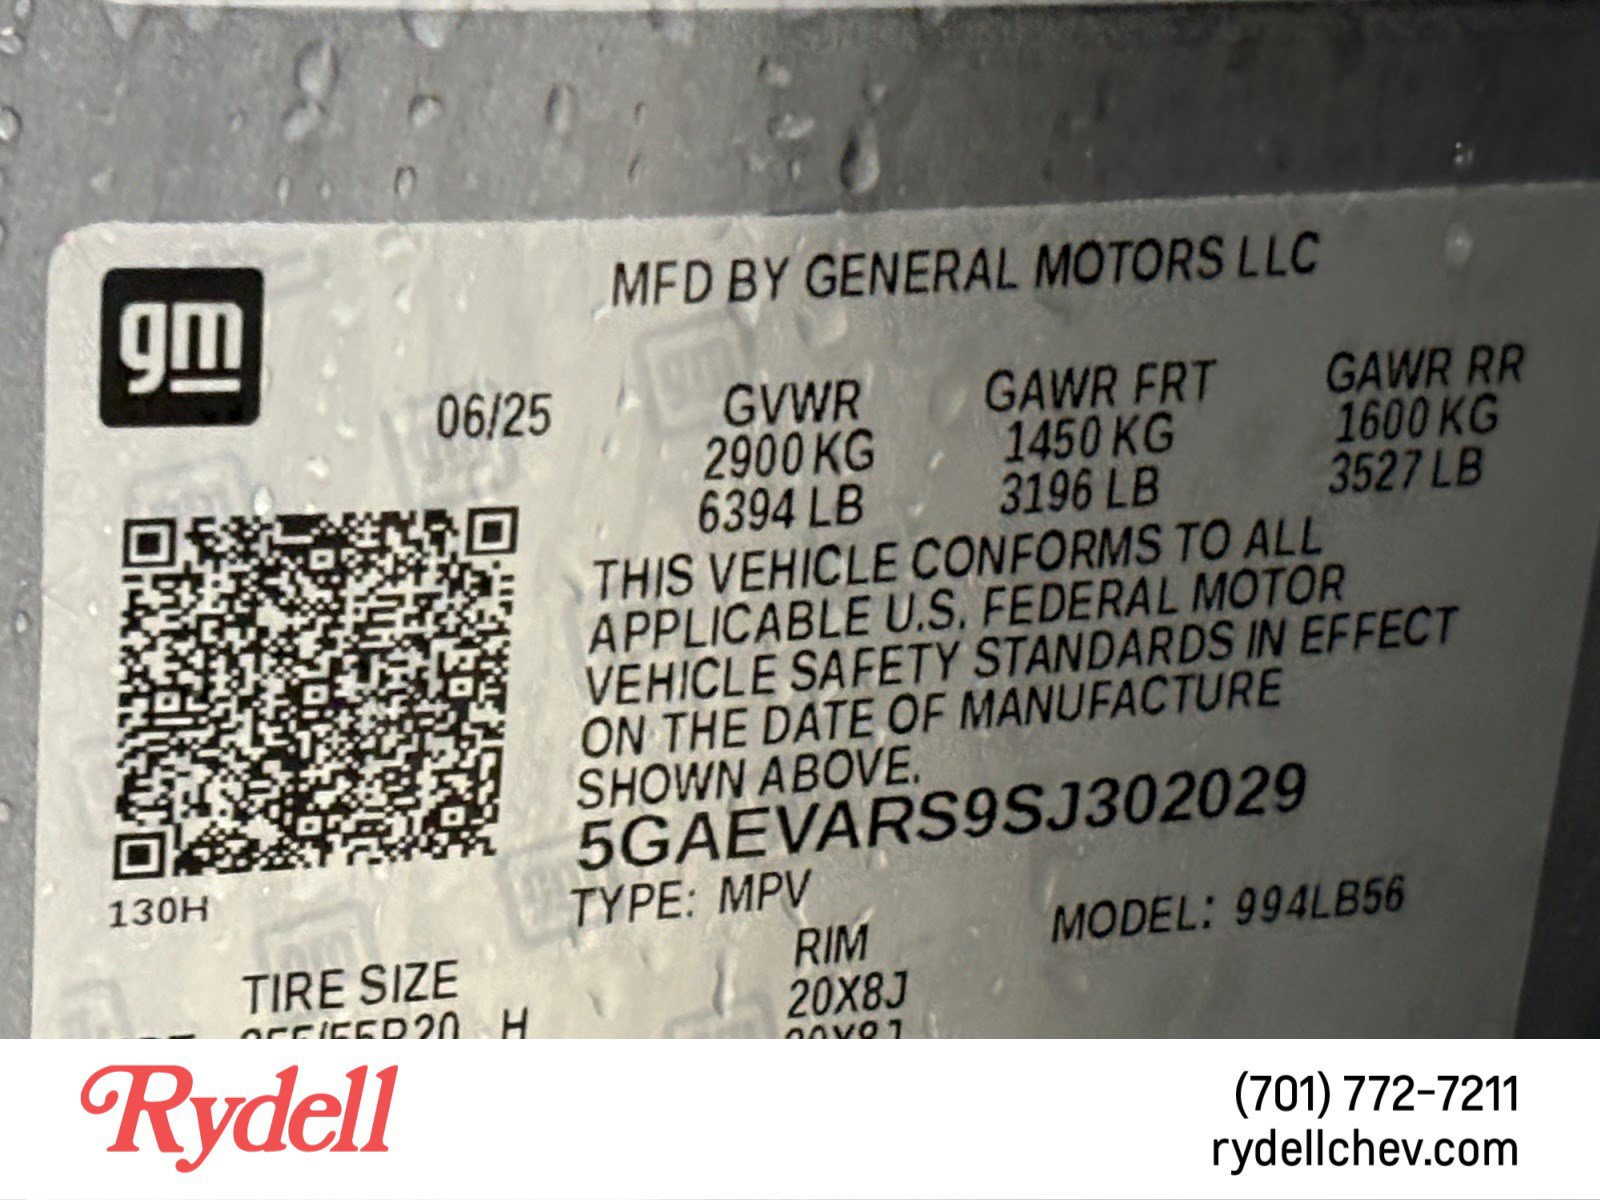 gm
MFD BY GENERAL MOTORS LLC
06/25
GVWR GAWR FRT GAWR RR
2900 KG 1450 KG 1600 KG
6394 LB 3196 LB 3527 LB
THIS VEHICLE CONFORMS TO ALL
APPLICABLE U.S. FEDERAL MOTOR
VEHICLE SAFETY STANDARDS IN EFFECT
ON THE DATE OF MANUFACTURE
SHOWN ABOVE.
5GAEVARS9SJ302029
130H
TYPE: MPV MODEL: 994LB56
TIRE SIZE RIM
255/55R20 H 20X8J
20X8J
Rydell
(701) 772-7211
rydellchev.com